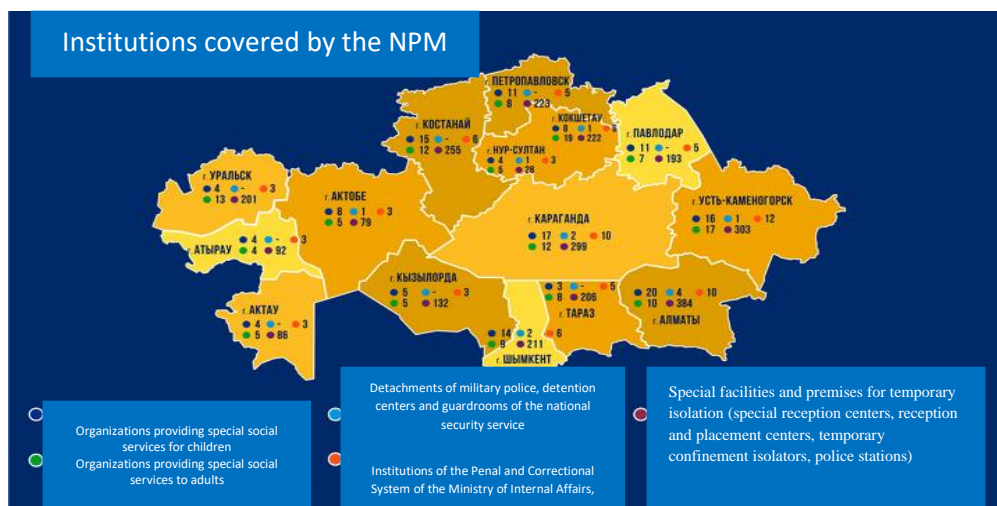 Institutions covered by the NPM
г. ПЕТРОПАВЛОВСК
11 - 5
8 223
г. КОКШЕТАУ
8 1
19 222
г. КОСТАНАЙ
15 - 6
12 255
г. НУР-СУЛТАН
4 1 3
5 28
г. ПАВЛОДАР
11 - 5
7 193
г. УРАЛЬСК
4 - 3
13 201
г. АКТОБЕ
8 1 3
5 79
г. АТЫРАУ
4 - 3
4 92
г. КАРАГАНДА
17 2 10
12 299
г. УСТЬ-КАМЕНОГОРСК
16 1 12
17 303
г. АКТАУ
4 - 3
5 86
г. КЫЗЫЛОРДА
5 - 3
5 132
3 - 5
8 206
г. ТАРАЗ
20 4 10
10 384
г. АЛМАТЫ
14 2 6
9 211
г. ШЫМКЕНТ
Organizations providing special social
services for children
Organizations providing special social
services to adults
Detachments of military police, detention
centers and guardrooms of the national
security service
Institutions of the Penal and Correctional
System of the Ministry of Internal Affairs,
Special facilities and premises for temporary
isolation (special reception centers, reception
and placement centers, temporary
confinement isolators, police stations)